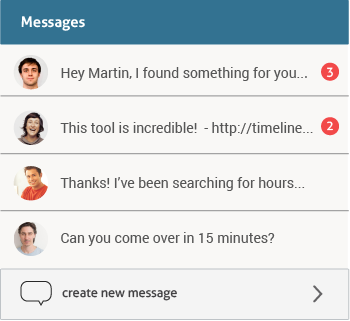 Messages
Hey Martin, I found something for you... 3
This tool is incredible!  - http://timeline... 2
Thanks! I've been searching for hours...
Can you come over in 15 minutes?
create new message